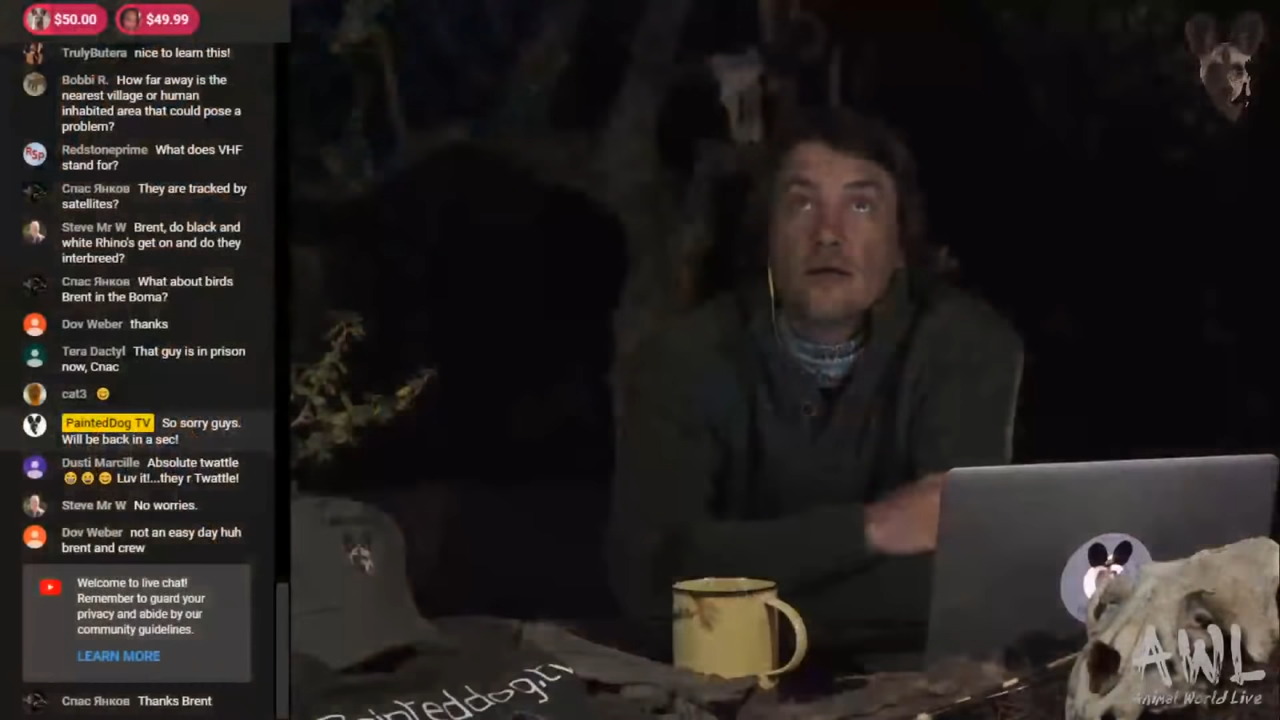 $50.00
$49.99
TrulyButera nice to learn this!
Bobbi R. How far away is the
nearest village or human
inhabited area that could pose a
problem?
RSp
Redstoneprime What does VHF
stand for?
Спас Янков They are tracked by
satellites?
Steve Mr W Brent, do black and
white Rhino's get on and do they
interbreed?
Спас Янков What about birds
Brent in the Boma?
Dov Weber thanks
Tera Dactyl That guy is in prison
now, Cnac
cat3 😊
PaintedDog TV So sorry guys.
Will be back in a sec!
Dusti Marcille Absolute twattle
😅😃😊 Luv it!...they r Twattle!
Steve Mr W No worries.
Dov Weber not an easy day huh
brent and crew
Welcome to live chat!
Remember to guard your
privacy and abide by our
community guidelines.
LEARN MORE
Спас Янков Thanks Brent
Painteddog.tv
AWL
Animal World Live